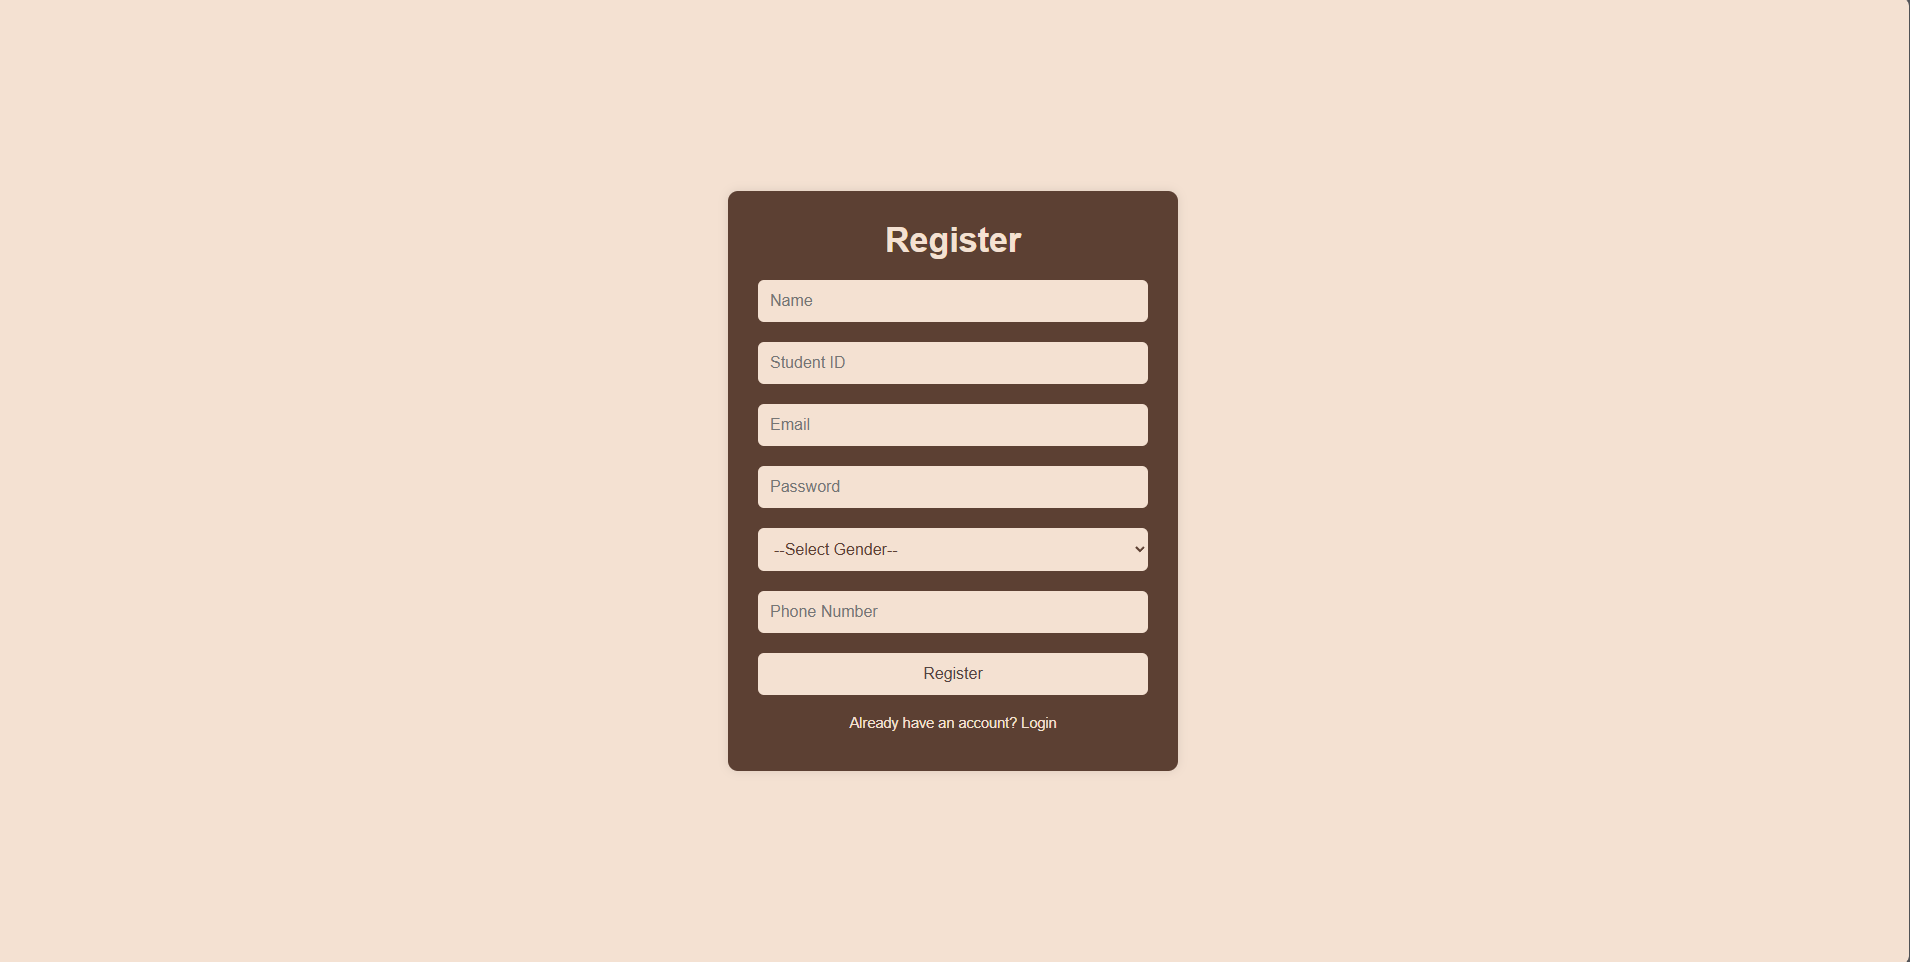 Register
Name
Student ID
Email
Password
--Select Gender--
Phone Number
Register
Already have an account? Login